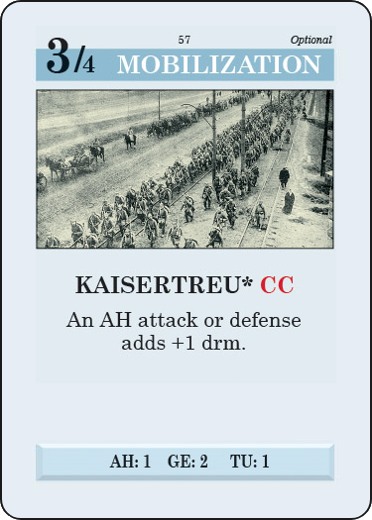 57
Optional
3/4 MOBILIZATION
KAISERTREU* CC
An AH attack or defense
adds +1 drm.
AH: 1 GE: 2 TU: 1